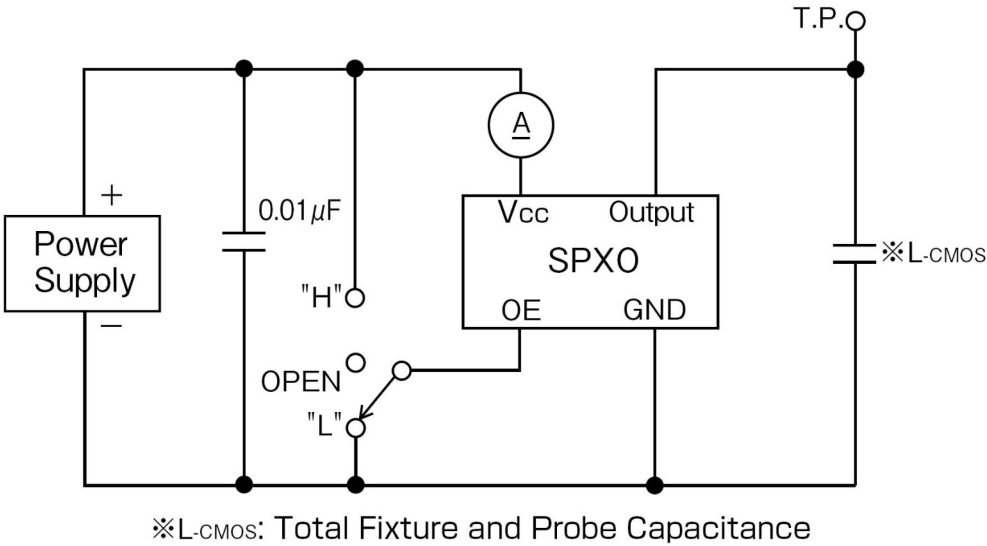 T.P.
A
+
0.01μF
Vcc Output
Power
Supply
SPXO
※L-CMOS
"H"
OE GND
−
OPEN
"L"
※L-CMOS: Total Fixture and Probe Capacitance